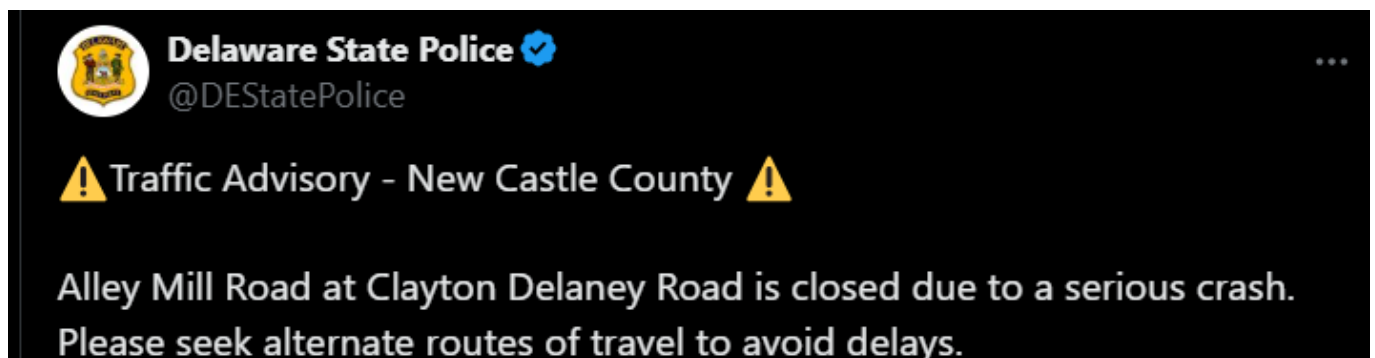 Delaware State Police
@DEStatePolice
⚠️Traffic Advisory - New Castle County ⚠️
Alley Mill Road at Clayton Delaney Road is closed due to a serious crash.
Please seek alternate routes of travel to avoid delays.